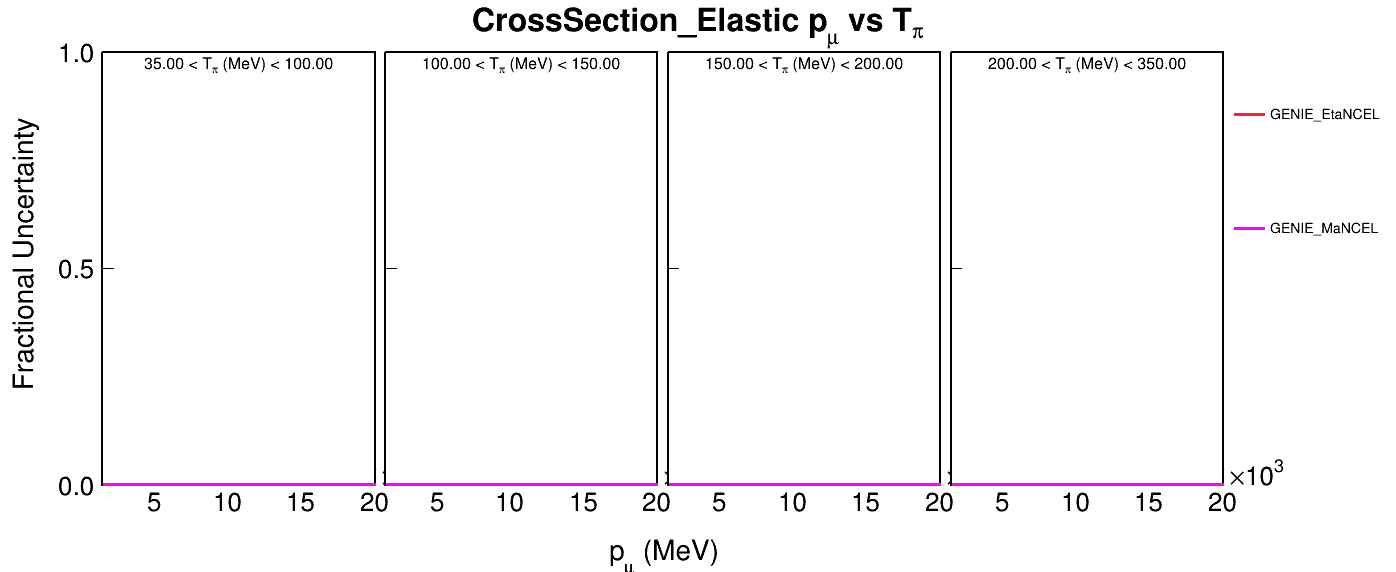 CrossSection_Elastic pμ vs Tπ
Fractional Uncertainty
1.0
0.5
0.0
35.00 < Tπ (MeV) < 100.00
100.00 < Tπ (MeV) < 150.00
150.00 < Tπ (MeV) < 200.00
200.00 < Tπ (MeV) < 350.00
GENIE_EtaNCEL
GENIE_MaNCEL
5 10 15 20 5 10 15 20 5 10 15 20 5 10 15 20
×10³
pμ (MeV)